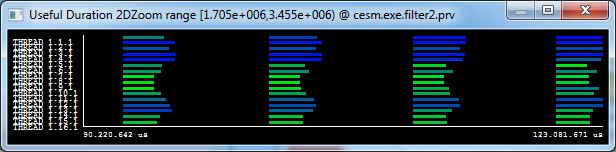 Useful Duration 2DZoom range [1.705e+006,3.455e+006) @ cesm.exe.filter2.prv
THREAD 1.1.1
THREAD 1.2.1
THREAD 1.3.1
THREAD 1.4.1
THREAD 1.5.1
THREAD 1.6.1
THREAD 1.7.1
THREAD 1.8.1
THREAD 1.9.1
THREAD 1.10.1
THREAD 1.11.1
THREAD 1.12.1
THREAD 1.13.1
THREAD 1.14.1
THREAD 1.15.1
THREAD 1.16.1
90.220.642 us
123.081.671 us